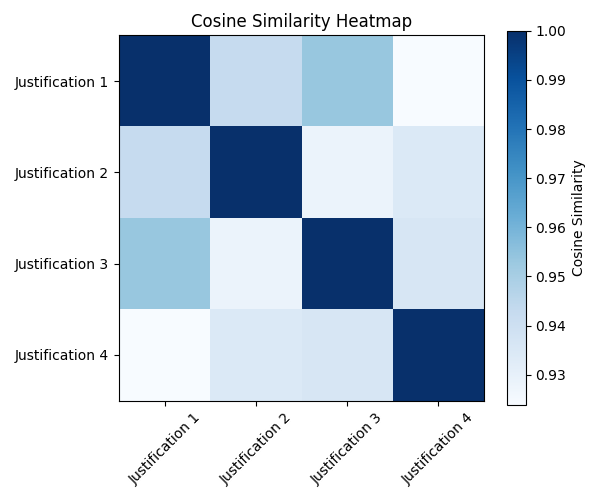 Cosine Similarity Heatmap
Justification 1
Justification 2
Justification 3
Justification 4
Justification 1
Justification 2
Justification 3
Justification 4
1.00
0.99
0.98
0.97
0.96
0.95
0.94
0.93
Cosine Similarity